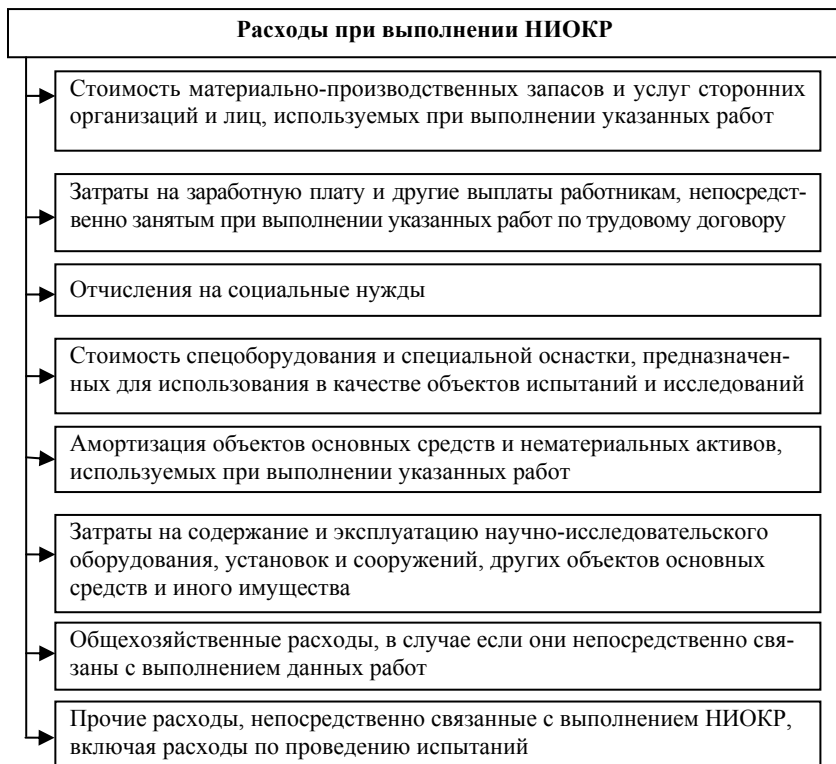 Расходы при выполнении НИОКР
Стоимость материально-производственных запасов и услуг сторонних
организаций и лиц, используемых при выполнении указанных работ
Затраты на заработную плату и другие выплаты работникам, непосредст-
венно занятым при выполнении указанных работ по трудовому договору
Отчисления на социальные нужды
Стоимость спецоборудования и специальной оснастки, предназначен-
ных для использования в качестве объектов испытаний и исследований
Амортизация объектов основных средств и нематериальных активов,
используемых при выполнении указанных работ
Затраты на содержание и эксплуатацию научно-исследовательского
оборудования, установок и сооружений, других объектов основных
средств и иного имущества
Общехозяйственные расходы, в случае если они непосредственно свя-
заны с выполнением данных работ
Прочие расходы, непосредственно связанные с выполнением НИОКР,
включая расходы по проведению испытаний